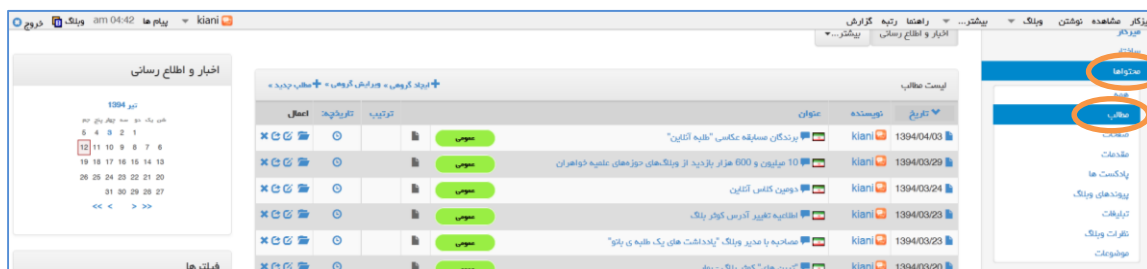 میزکار مشاهده نوشتن وبلاگ بیشتر... راهنما رتبه گزارش
kiani پیام ها 04:42 am وبلاگ خروج
میزکار
ساختار
محتواها
همه
مطالب
صفحات
مقدمات
پادکست ها
پیوندهای وبلاگ
تبلیغات
نظرات وبلاگ
موضوعات
اخبار و اطلاع رسانی بیشتر...
لیست مطالب
ایجاد گروهی » ویرایش گروهی » مطلب جدید »
تاریخ نویسنده عنوان ترتیب تاریخچه اعمال
1394/04/03 kiani برندگان مسابقه عکاسی "طلبه آنلاین" عمومی
1394/03/29 kiani 10 میلیون و 600 هزار بازدید از وبلاگ‌های حوزه‌های علمیه خواهران عمومی
1394/03/24 kiani دومین کلاس آنلاین عمومی
1394/03/23 kiani اطلاعیه تغییر آدرس کوثر بلاگ عمومی
1394/03/23 kiani مصاحبه با مدیر وبلاگ "یادداشت های یک طلبه ی بانو" عمومی
1394/03/20 kiani عمومی
اخبار و اطلاع رسانی
تیر 1394
1 2 3 4 5
6 7 8 9 10 11 12
13 14 15 16 17 18 19
20 21 22 23 24 25 26
27 28 29 30 31
<< < > >>
فیلترها